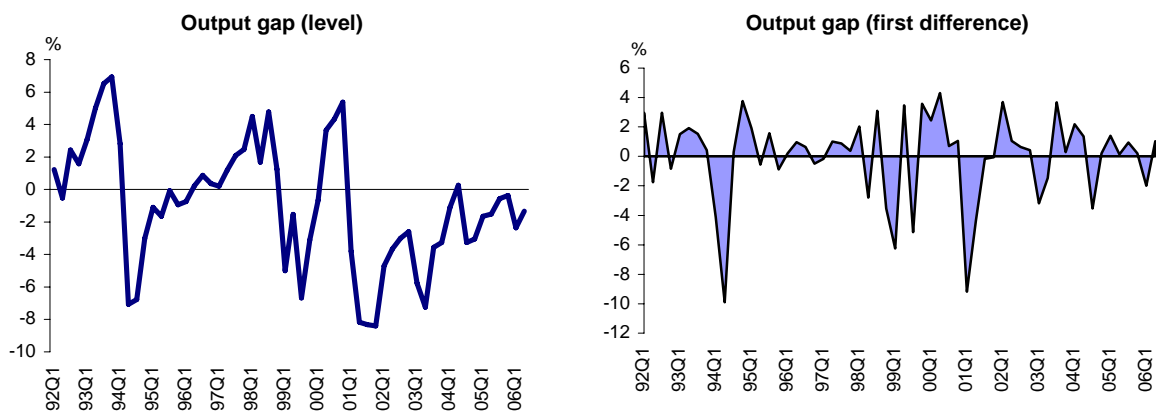 Output gap (level)
%
8
6
4
2
0
-2
-4
-6
-8
-10
92Q1
93Q1
94Q1
95Q1
96Q1
97Q1
98Q1
99Q1
00Q1
01Q1
02Q1
03Q1
04Q1
05Q1
06Q1
Output gap (first difference)
%
6
4
2
0
-2
-4
-6
-8
-10
-12
92Q1
93Q1
94Q1
95Q1
96Q1
97Q1
98Q1
99Q1
00Q1
01Q1
02Q1
03Q1
04Q1
05Q1
06Q1